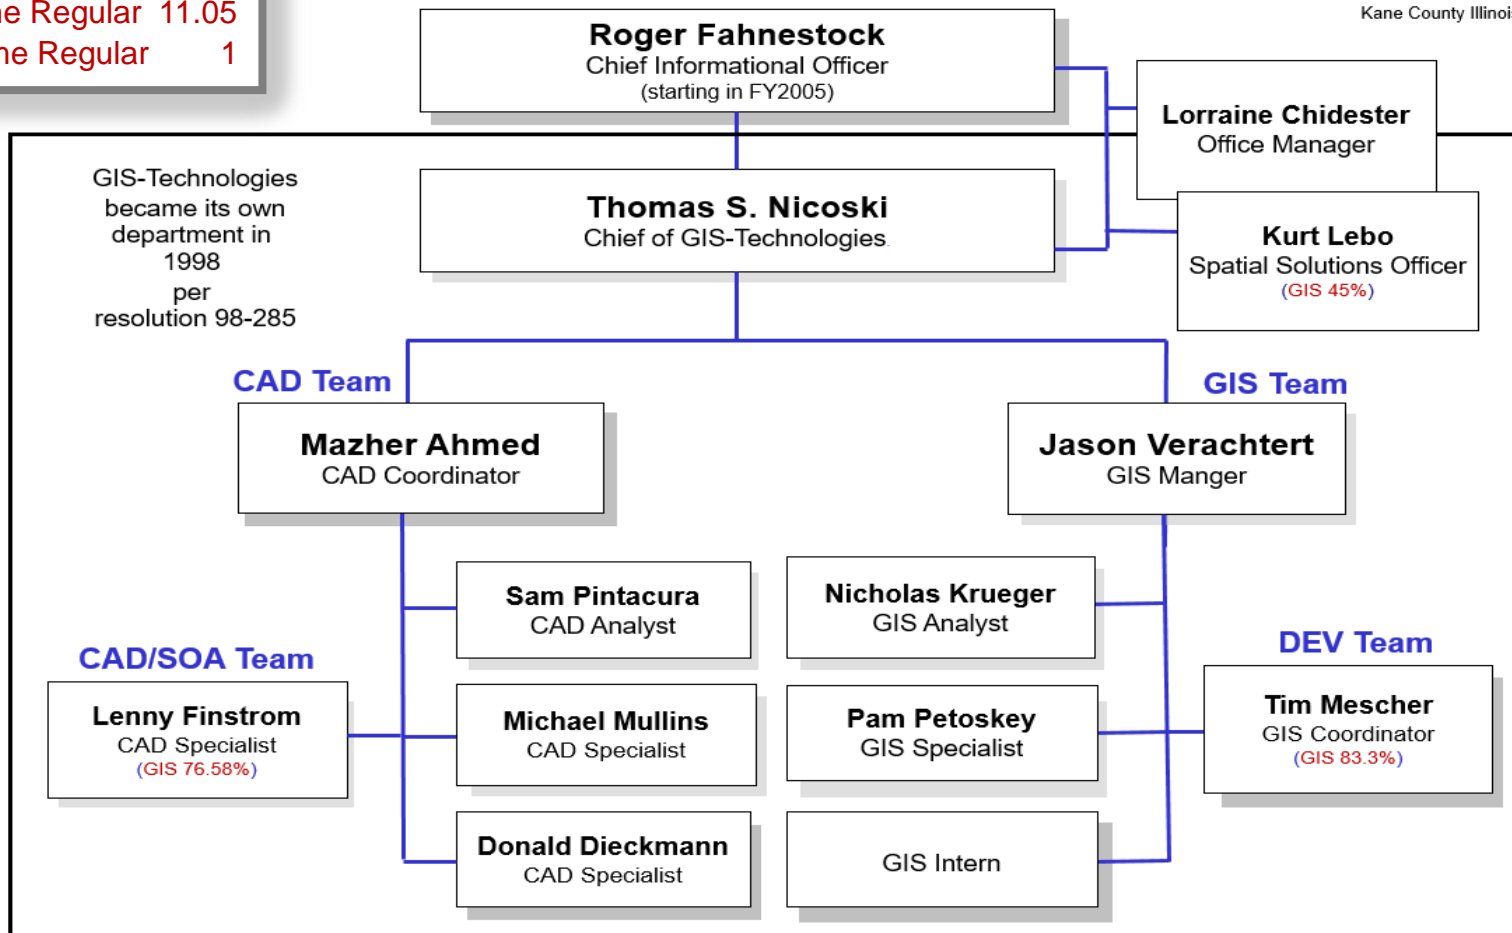 Regular 11.05
Regular 1
Kane County
Roger Fahnestock
Chief Informational Officer
(starting in FY2005)
Lorraine Chidester
Office Manager
GIS-Technologies
became its own
department in
1998
per
resolution 98-285
Thomas S. Nicoski
Chief of GIS-Technologies.
Kurt Lebo
Spatial Solutions Officer
(GIS 45%)
CAD Team
Mazher Ahmed
CAD Coordinator
GIS Team
Jason Verachtert
GIS Manger
Sam Pintacura
CAD Analyst
Nicholas Krueger
GIS Analyst
CAD/SOA Team
Lenny Finstrom
CAD Specialist
(GIS 76.58%)
Michael Mullins
CAD Specialist
Pam Petoskey
GIS Specialist
DEV Team
Tim Mescher
GIS Coordinator
(GIS 83.3%)
Donald Dieckmann
CAD Specialist
GIS Intern